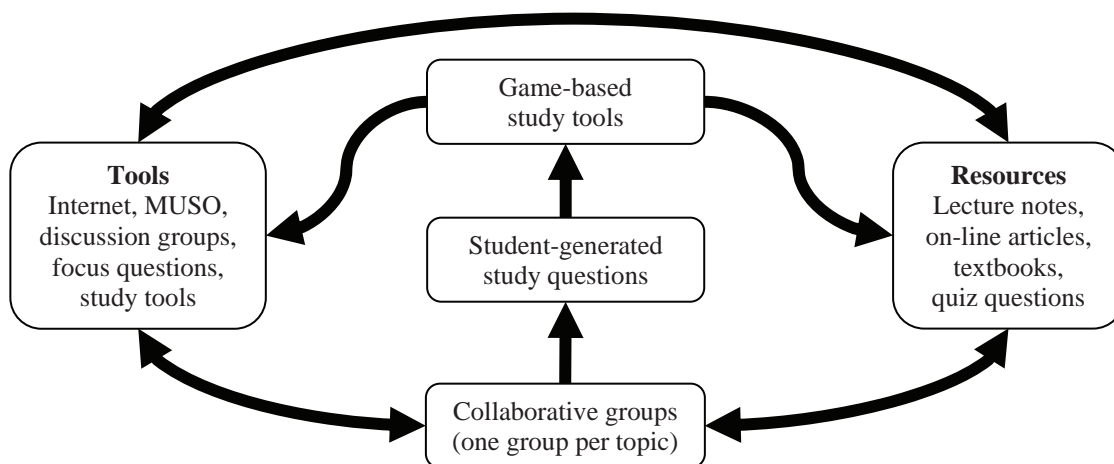 Game-based
study tools
Tools
Internet, MUSO,
discussion groups,
focus questions,
study tools
Student-generated
study questions
Resources
Lecture notes,
on-line articles,
textbooks,
quiz questions
Collaborative groups
(one group per topic)